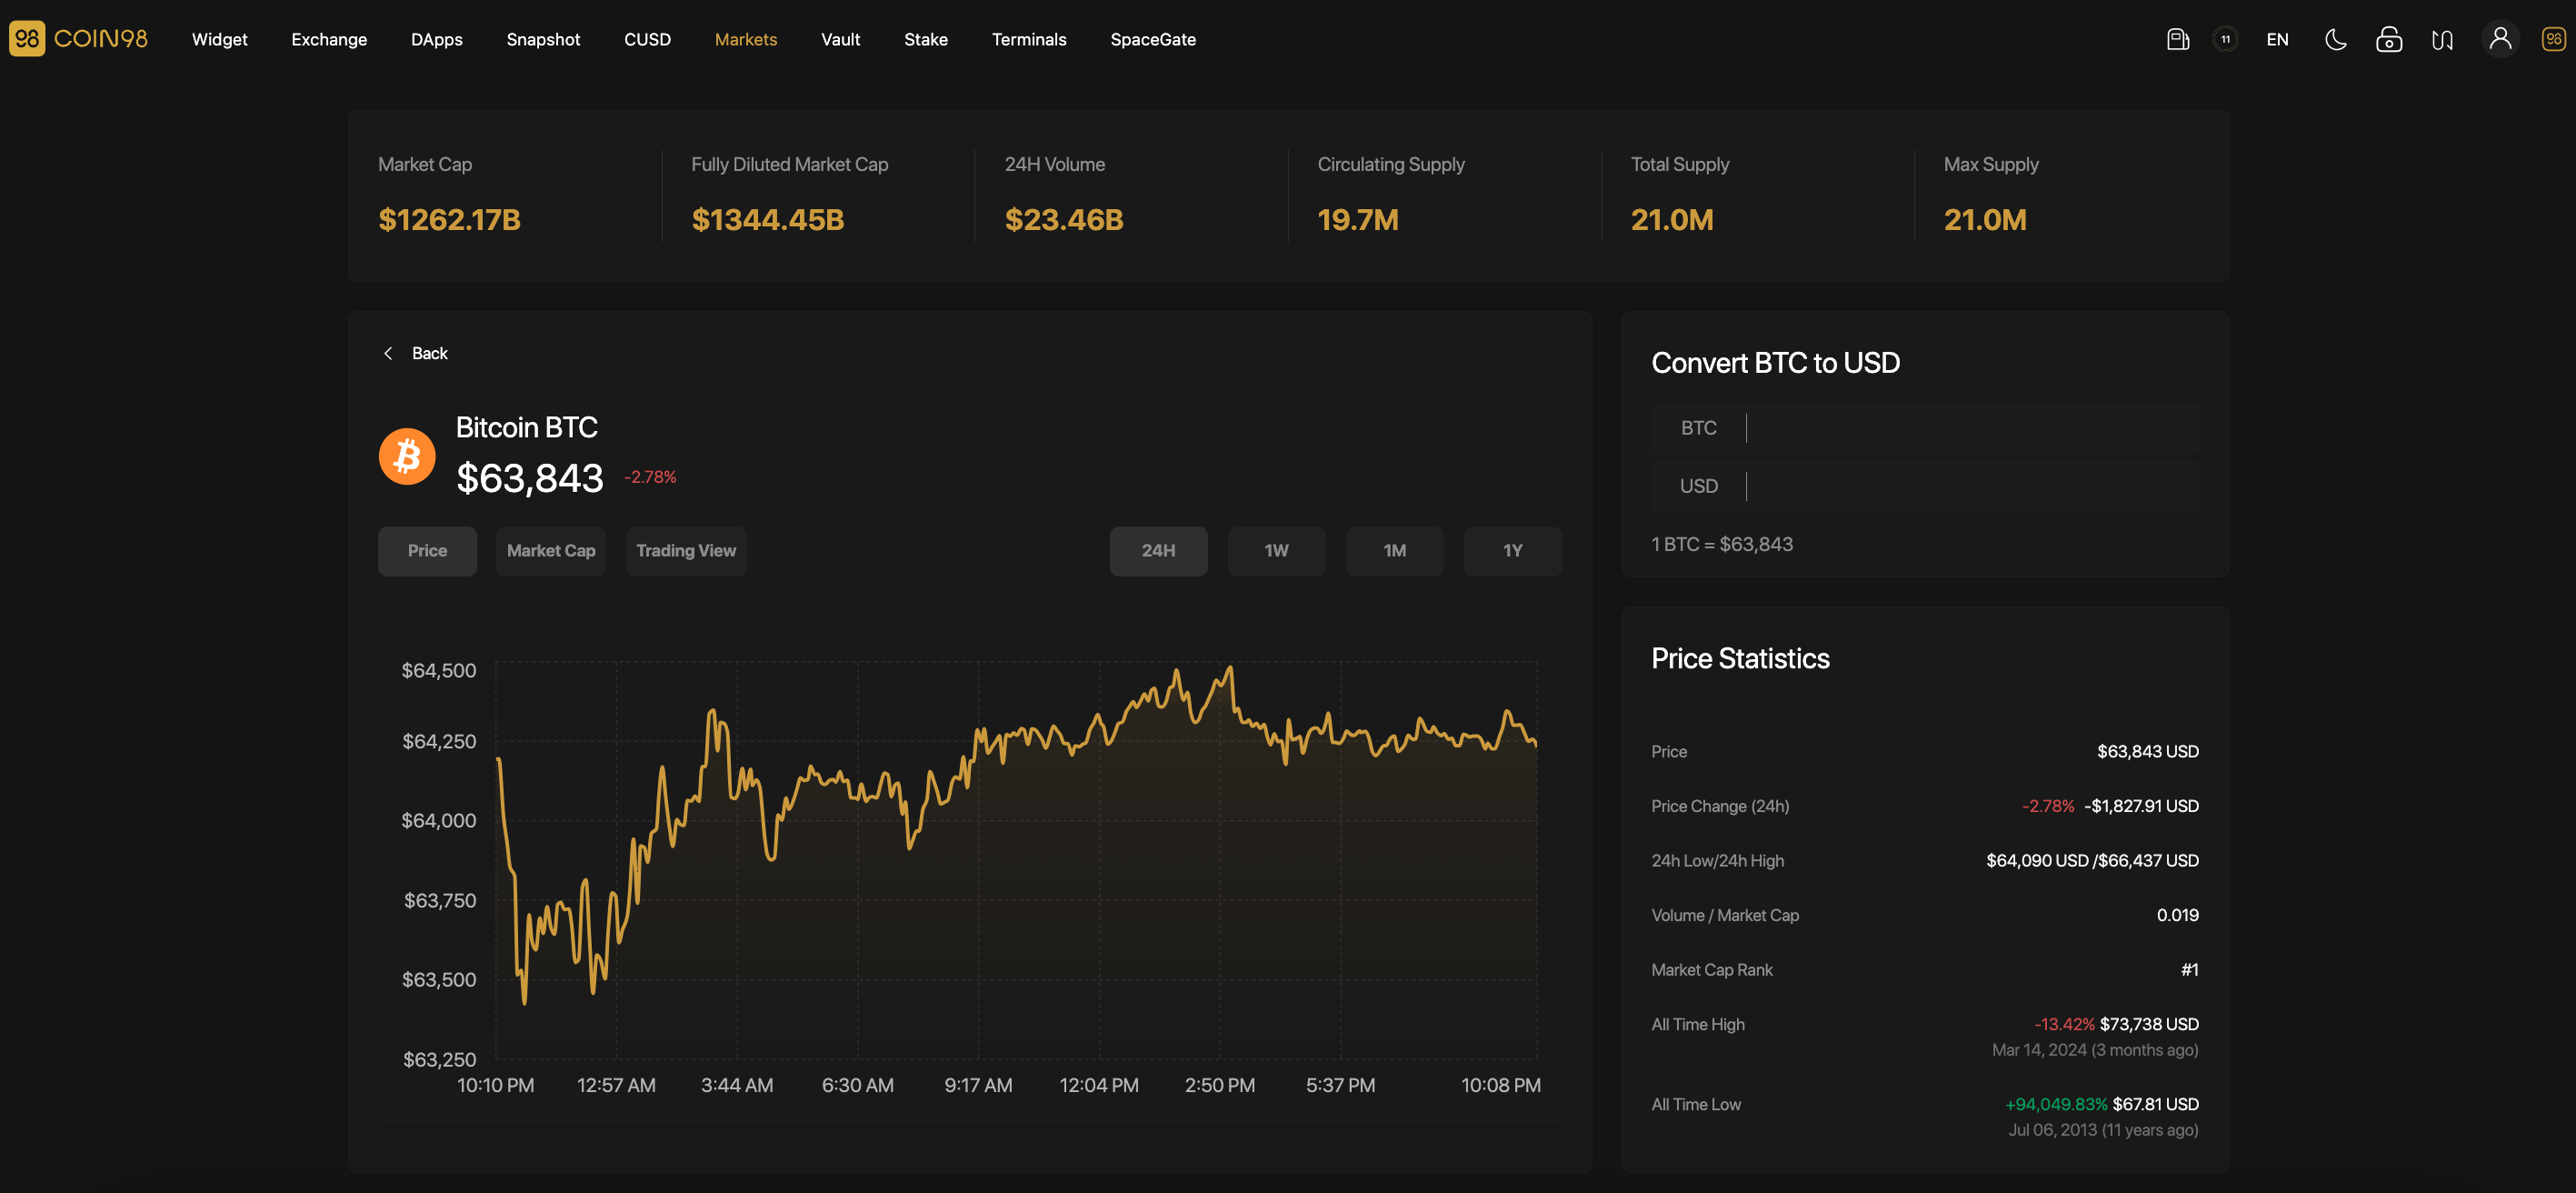 98 COIN98 Widget Exchange DApps Snapshot CUSD Markets Vault Stake Terminals SpaceGate 11 EN 98
Market Cap Fully Diluted Market Cap 24H Volume Circulating Supply Total Supply Max Supply
$1262.17B $1344.45B $23.46B 19.7M 21.0M 21.0M
Back
Bitcoin BTC
$63,843 -2.78%
Price Market Cap Trading View 24H 1W 1M 1Y
$64,500
$64,250
$64,000
$63,750
$63,500
$63,250
10:10 PM 12:57 AM 3:44 AM 6:30 AM 9:17 AM 12:04 PM 2:50 PM 5:37 PM 10:08 PM
Convert BTC to USD
BTC
USD
1 BTC = $63,843
Price Statistics
Price $63,843 USD
Price Change (24h) -2.78% -$1,827.91 USD
24h Low/24h High $64,090 USD /$66,437 USD
Volume / Market Cap 0.019
Market Cap Rank #1
All Time High -13.42% $73,738 USD
Mar 14, 2024 (3 months ago)
All Time Low +94,049.83% $67.81 USD
Jul 06, 2013 (11 years ago)